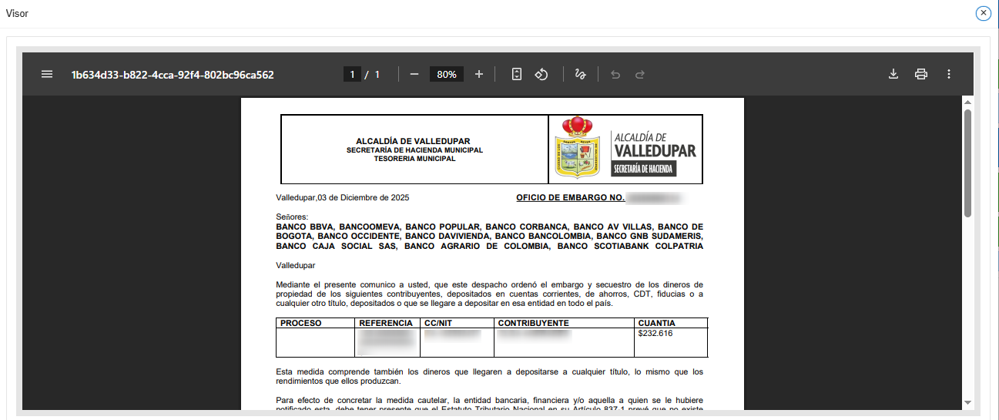 Visor
1b634d33-b822-4cca-92f4-802bc96ca562
1 / 1
80%
ALCALDÍA DE VALLEDUPAR
SECRETARÍA DE HACIENDA MUNICIPAL
TESORERIA MUNICIPAL
ALCALDÍA DE
VALLEDUPAR
SECRETARÍA DE HACIENDA
Valledupar,03 de Diciembre de 2025
OFICIO DE EMBARGO NO.
Señores:
BANCO BBVA, BANCOOMEVA, BANCO POPULAR, BANCO CORBANCA, BANCO AV VILLAS, BANCO DE
BOGOTA, BANCO OCCIDENTE, BANCO DAVIVIENDA, BANCO BANCOLOMBIA, BANCO GNB SUDAMERIS,
BANCO CAJA SOCIAL SAS, BANCO AGRARIO DE COLOMBIA, BANCO SCOTIABANK COLPATRIA
Valledupar
Mediante el presente comunico a usted, que este despacho ordenó el embargo y secuestro de los dineros de
propiedad de los siguientes contribuyentes, depositados en cuentas corrientes, de ahorros, CDT, fiducias o a
cualquier otro título, depositados o que se llegare a depositar en esa entidad en todo el país.
PROCESO REFERENCIA CC/NIT CONTRIBUYENTE CUANTIA
$232.616
Esta medida comprende también los dineros que llegaren a depositarse a cualquier título, lo mismo que los
rendimientos que ellos produzcan.
Para efecto de concretar la medida cautelar, la entidad bancaria, financiera y/o aquella a quien se le hubiere
notificado esta, debe tener presente que el Estatuto Tributario Nacional en su Artículo 837-1 prevé que no existe